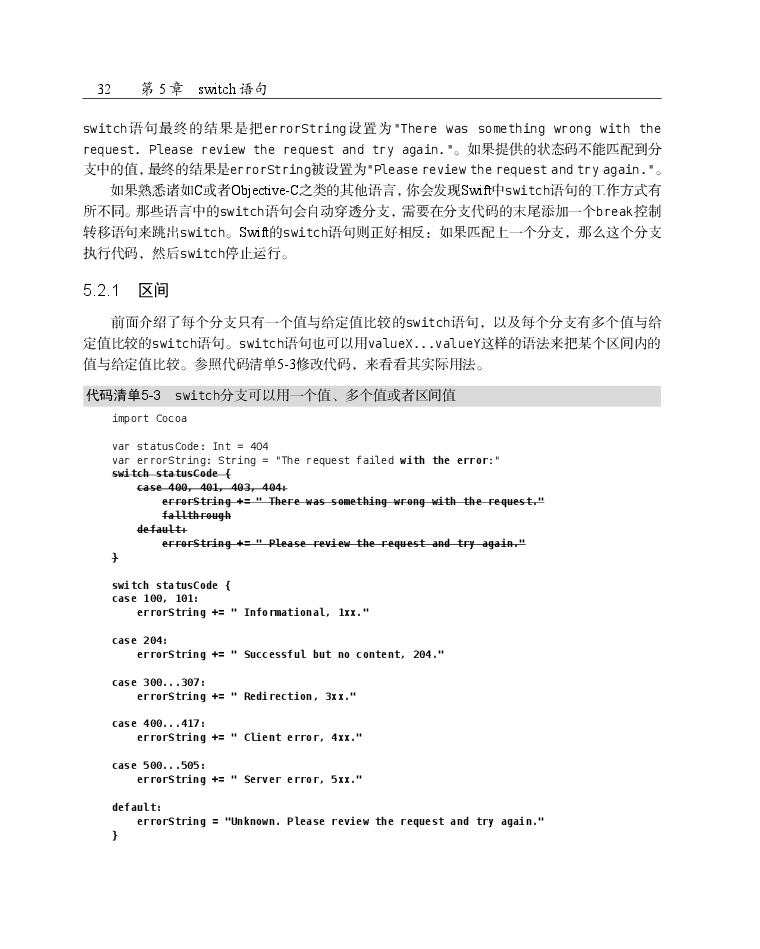 32 第 5 章 switch 语句
switch语句最终的结果是把errorString设置为"There was something wrong with the
request. Please review the request and try again."。如果提供的状态码不能匹配到分
支中的值，最终的结果是errorString被设置为"Please review the request and try again."。
如果熟悉诸如C或者Objective-C之类的其他语言，你会发现Swift中switch语句的工作方式有
所不同。那些语言中的switch语句会自动穿透分支，需要在分支代码的末尾添加一个break控制
转移语句来跳出switch。Swift的switch语句则正好相反：如果匹配上一个分支，那么这个分支
执行代码，然后switch停止运行。
5.2.1 区间
前面介绍了每个分支只有一个值与给定值比较的switch语句，以及每个分支有多个值与给
定值比较的switch语句。switch语句也可以用valueX...valueY这样的语法来把某个区间内的
值与给定值比较。参照代码清单5-3修改代码，来看看其实际用法。
代码清单5-3 switch分支可以用一个值、多个值或者区间值
import Cocoa
var statusCode: Int = 404
var errorString: String = "The request failed with the error:"
switch statusCode {
case 400, 401, 403, 404:
errorString += " There was something wrong with the request."
fallthrough
default:
errorString += " Please review the request and try again."
}
switch statusCode {
case 100, 101:
errorString += " Informational, 1xx."
case 204:
errorString += " Successful but no content, 204."
case 300...307:
errorString += " Redirection, 3xx."
case 400...417:
errorString += " Client error, 4xx."
case 500...505:
errorString += " Server error, 5xx."
default:
errorString = "Unknown. Please review the request and try again."
}